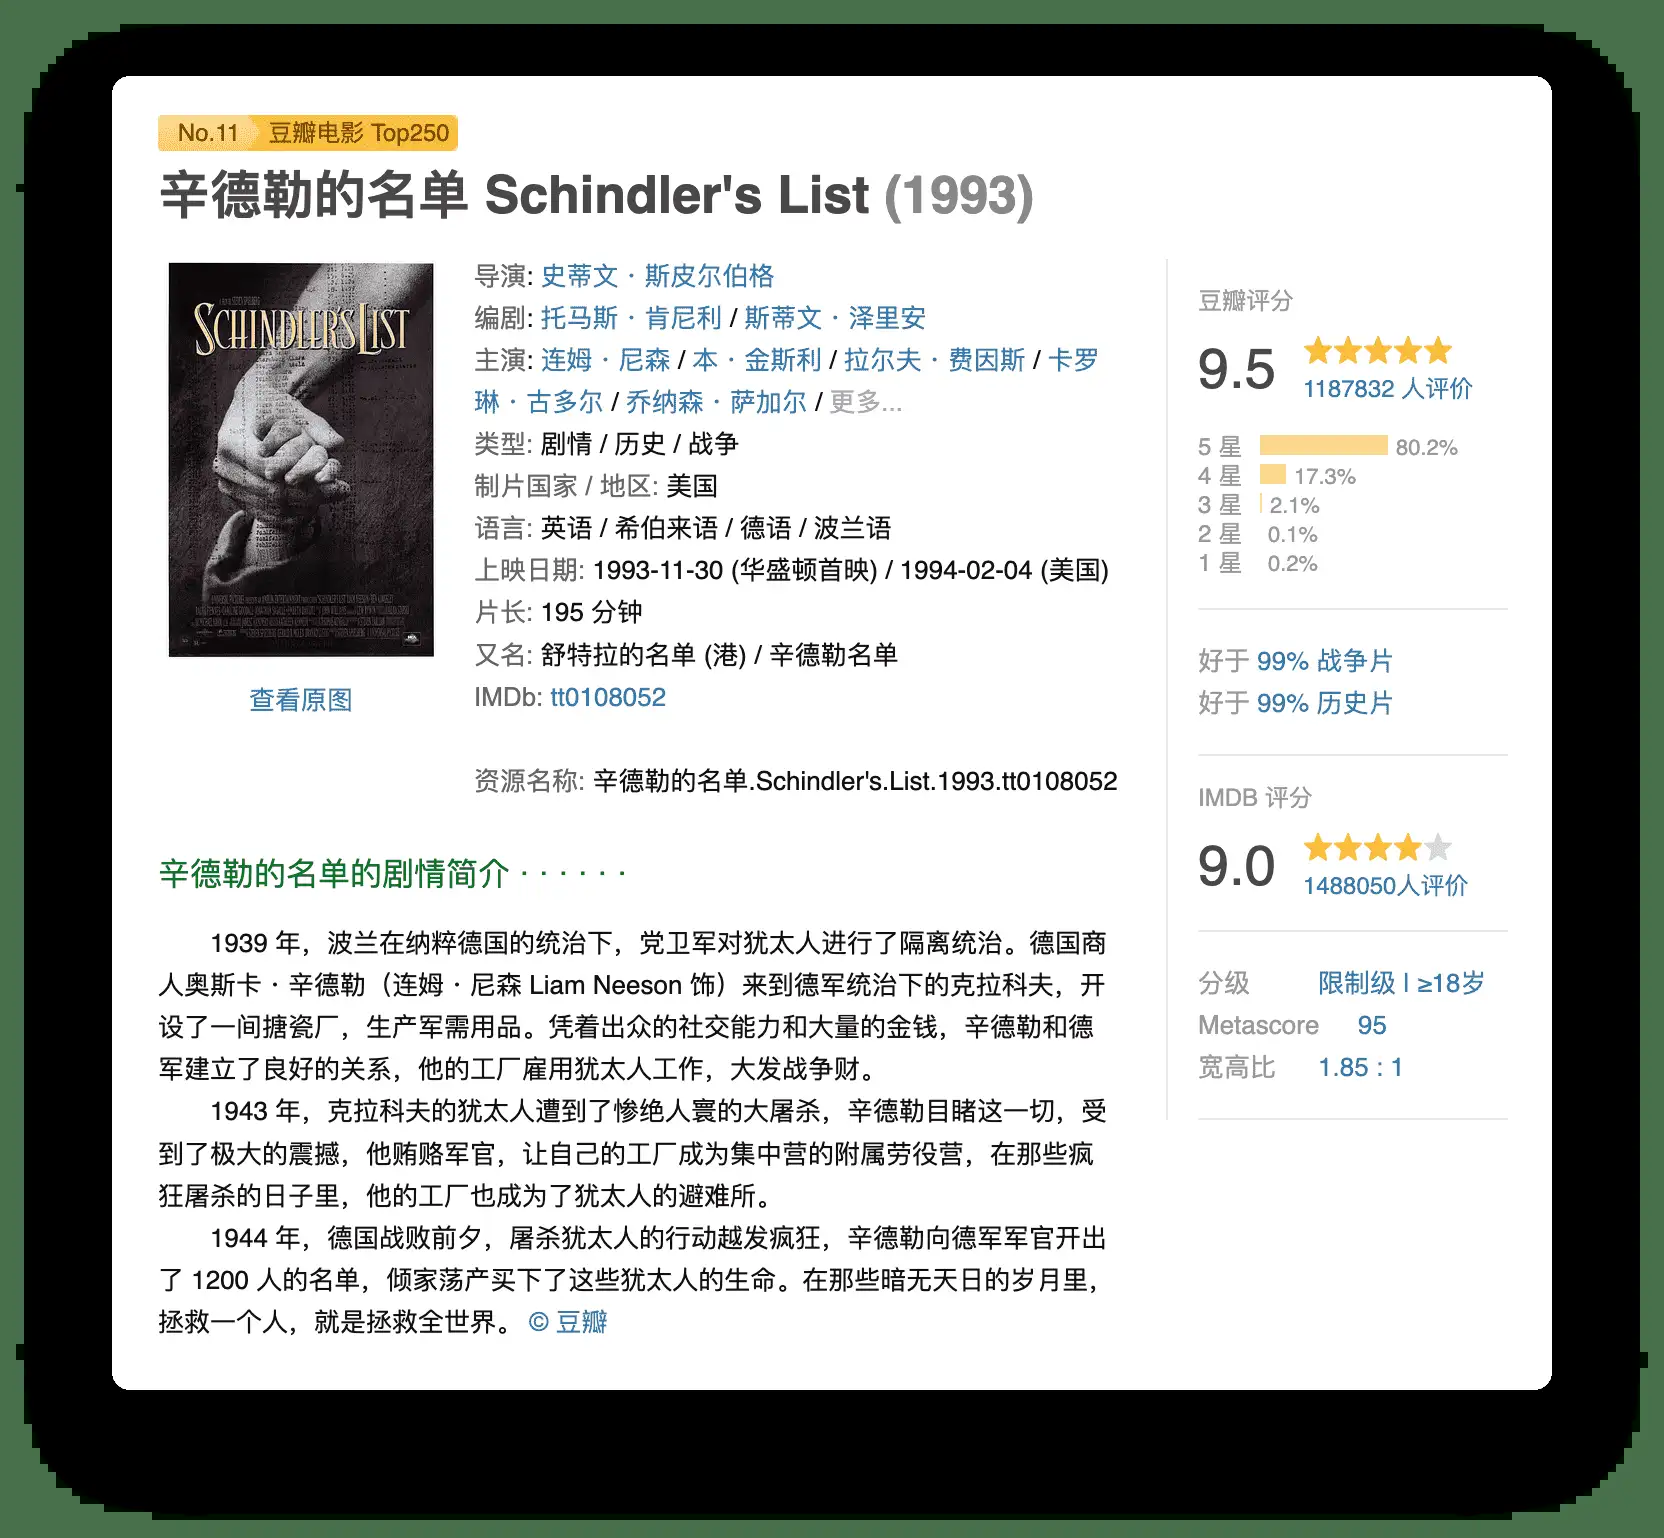 No.11 豆瓣电影 Top250
辛德勒的名单 Schindler's List (1993)
SCHINDLER'S LIST
查看原图
导演: 史蒂文·斯皮尔伯格
编剧: 托马斯·肯尼利 / 斯蒂文·泽里安
主演: 连姆·尼森 / 本·金斯利 / 拉尔夫·费因斯 / 卡罗
琳·古多尔 / 乔纳森·萨加尔 / 更多...
类型: 剧情 / 历史 / 战争
制片国家 / 地区: 美国
语言: 英语 / 希伯来语 / 德语 / 波兰语
上映日期: 1993-11-30 (华盛顿首映) / 1994-02-04 (美国)
片长: 195 分钟
又名: 舒特拉的名单 (港) / 辛德勒名单
IMDb: tt0108052
资源名称: 辛德勒的名单.Schindler's.List.1993.tt0108052
豆瓣评分
9.5
1187832 人评价
5 星 80.2%
4 星 17.3%
3 星 2.1%
2 星 0.1%
1 星 0.2%
好于 99% 战争片
好于 99% 历史片
IMDB 评分
9.0
1488050人评价
分级 限制级 | ≥18岁
Metascore 95
宽高比 1.85 : 1
辛德勒的名单的剧情简介 · · · · · ·
1939 年，波兰在纳粹德国的统治下，党卫军对犹太人进行了隔离统治。德国商
人奥斯卡·辛德勒（连姆·尼森 Liam Neeson 饰）来到德军统治下的克拉科夫，开
设了一间搪瓷厂，生产军需用品。凭着出众的社交能力和大量的金钱，辛德勒和德
军建立了良好的关系，他的工厂雇用犹太人工作，大发战争财。
1943 年，克拉科夫的犹太人遭到了惨绝人寰的大屠杀，辛德勒目睹这一切，受
到了极大的震撼，他贿赂军官，让自己的工厂成为集中营的附属劳役营，在那些疯
狂屠杀的日子里，他的工厂也成为了犹太人的避难所。
1944 年，德国战败前夕，屠杀犹太人的行动越发疯狂，辛德勒向德军军官开出
了 1200 人的名单，倾家荡产买下了这些犹太人的生命。在那些暗无天日的岁月里，
拯救一个人，就是拯救全世界。 © 豆瓣